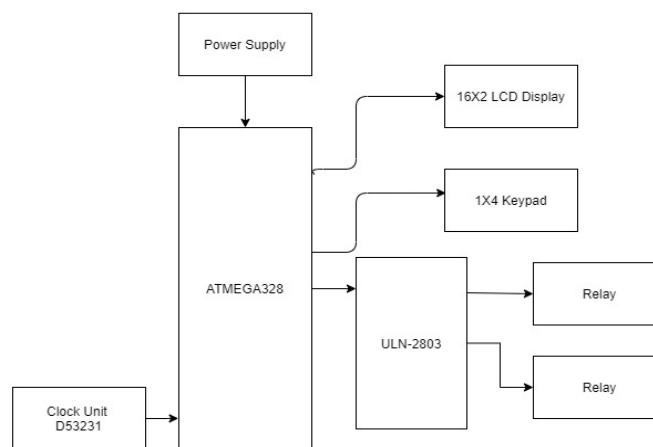 Power Supply
16X2 LCD Display
1X4 Keypad
ATMEGA328
Relay
ULN-2803
Relay
Clock Unit
D53231